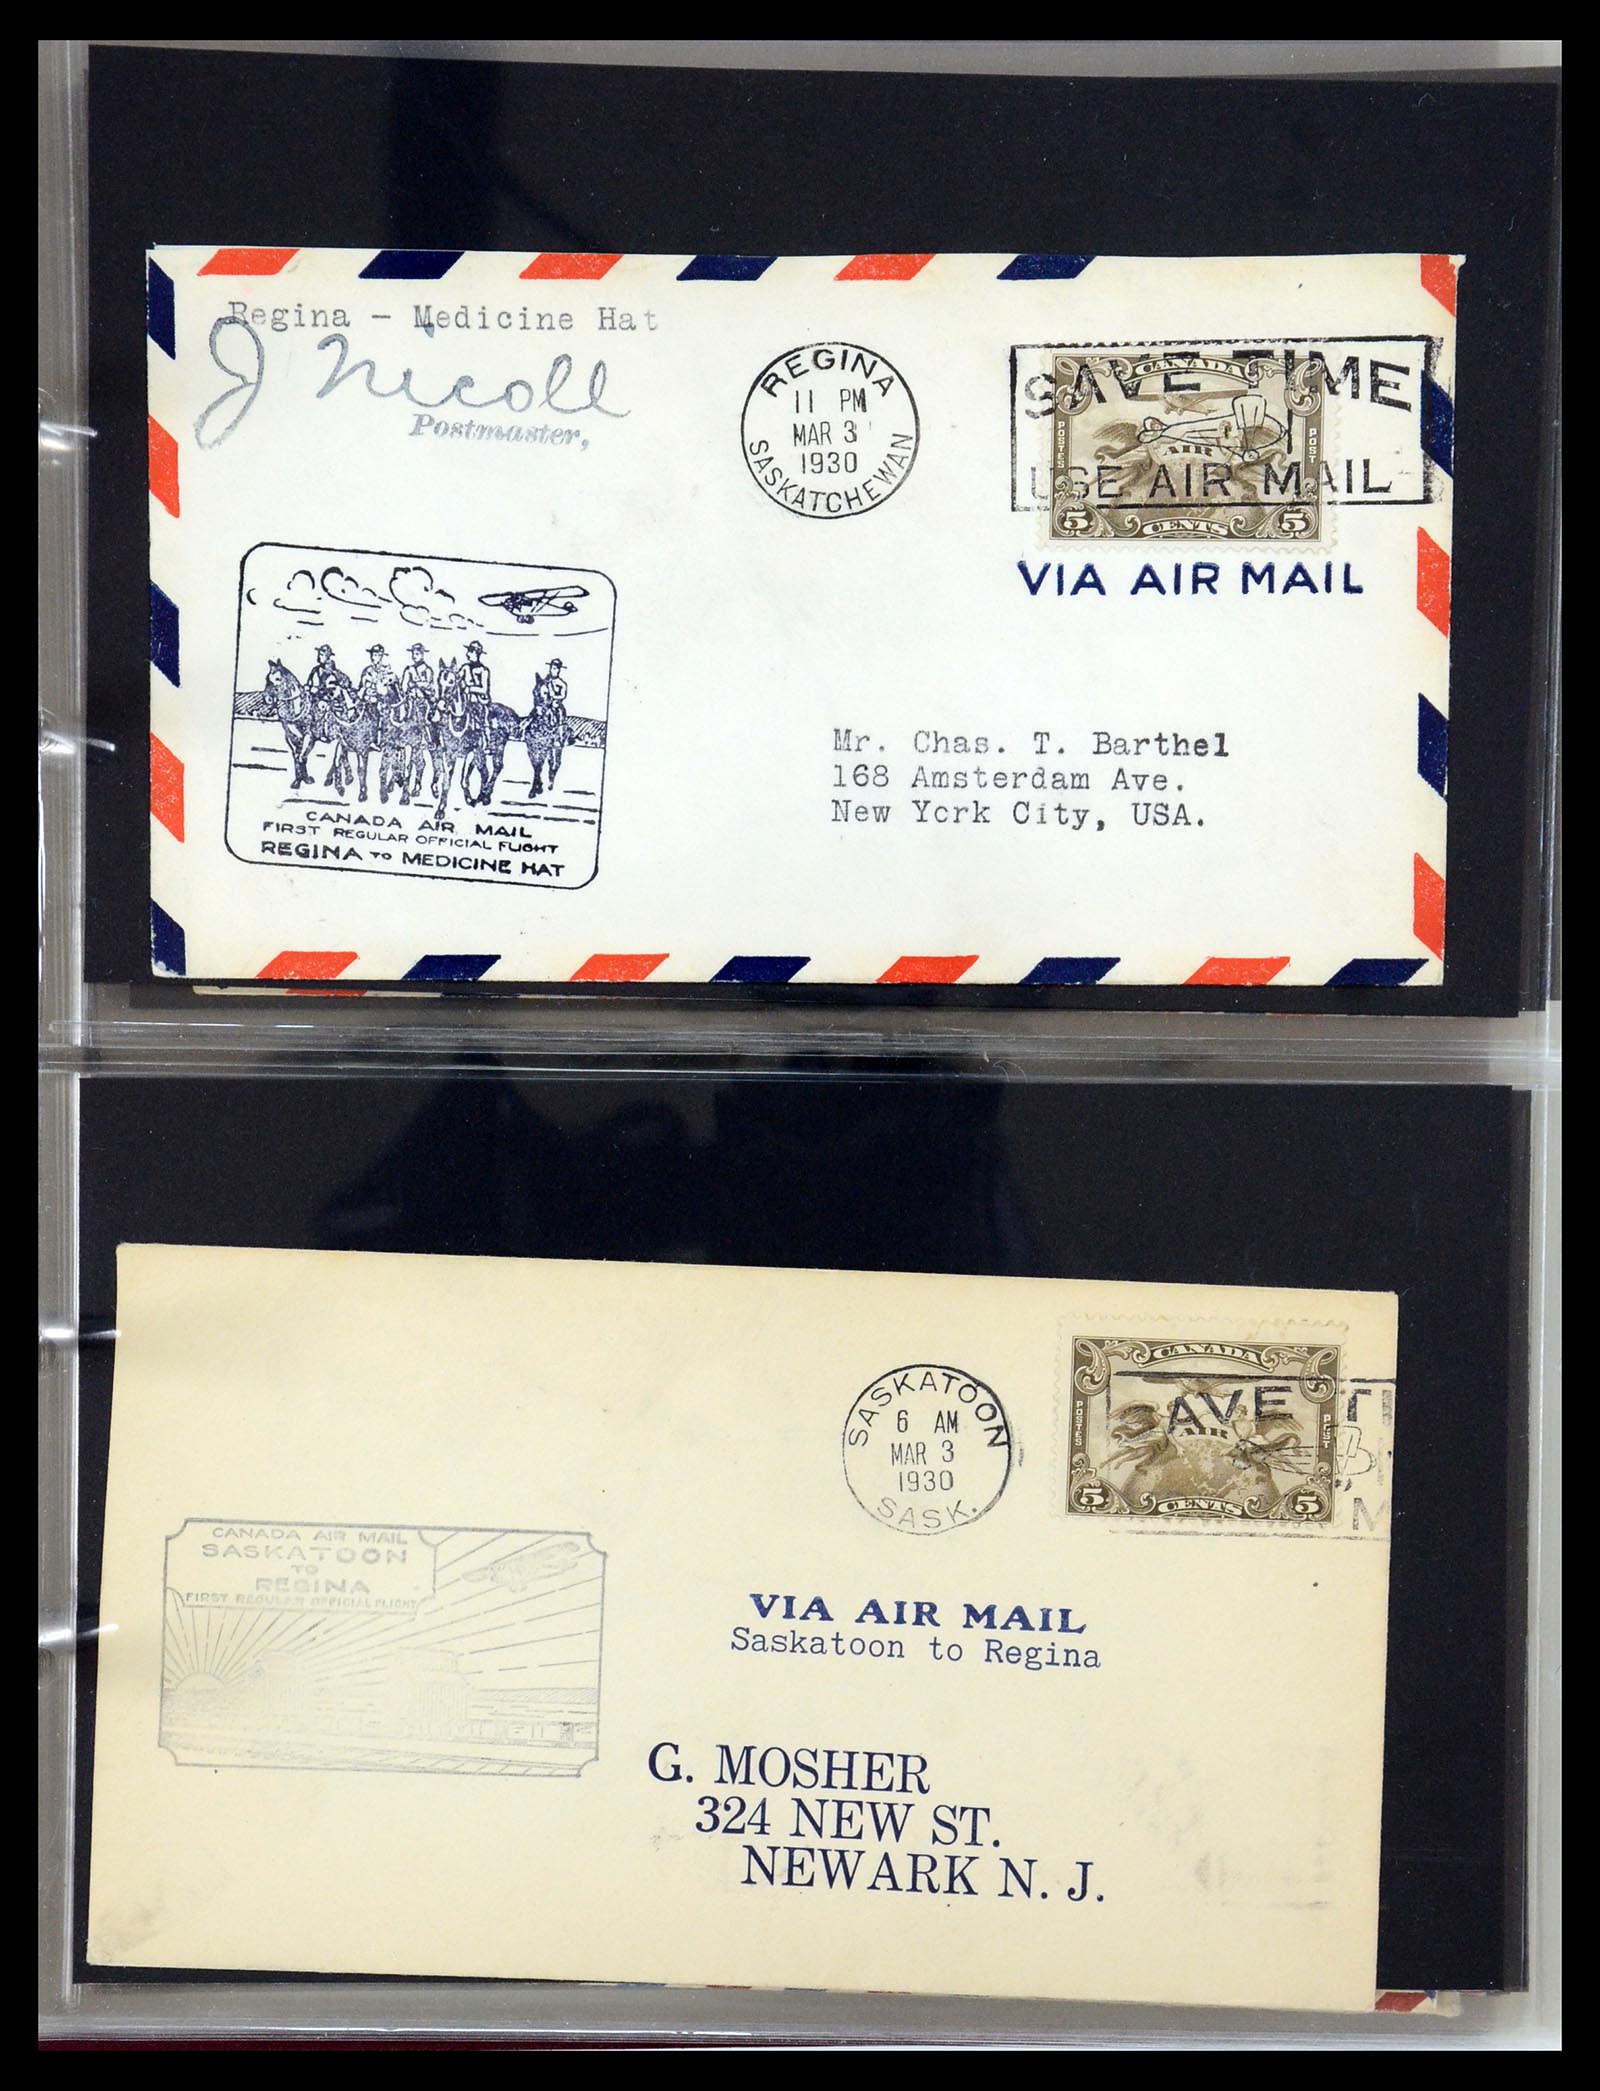 Regina - Medicine Hat
J Nicoll
Postmaster,
REGINA
11 PM
MAR 3
1930
SASKATCHEWAN
SAVE TIME
USE AIR MAIL
CANADA
POSTES
POST
AIR
5 CENTS 5
VIA AIR MAIL
CANADA AIR MAIL
FIRST REGULAR OFFICIAL FLIGHT
REGINA TO MEDICINE HAT
Mr. Chas. T. Barthel
168 Amsterdam Ave.
New York City, USA.
SASKATOON
6 AM
MAR 3
1930
SASK.
CANADA
AVE TI
POSTES
POST
AIR
M
5 CENTS 5
CANADA AIR MAIL
SASKATOON
TO
REGINA
FIRST REGULAR OFFICIAL FLIGHT
VIA AIR MAIL
Saskatoon to Regina
G. MOSHER
324 NEW ST.
NEWARK N. J.